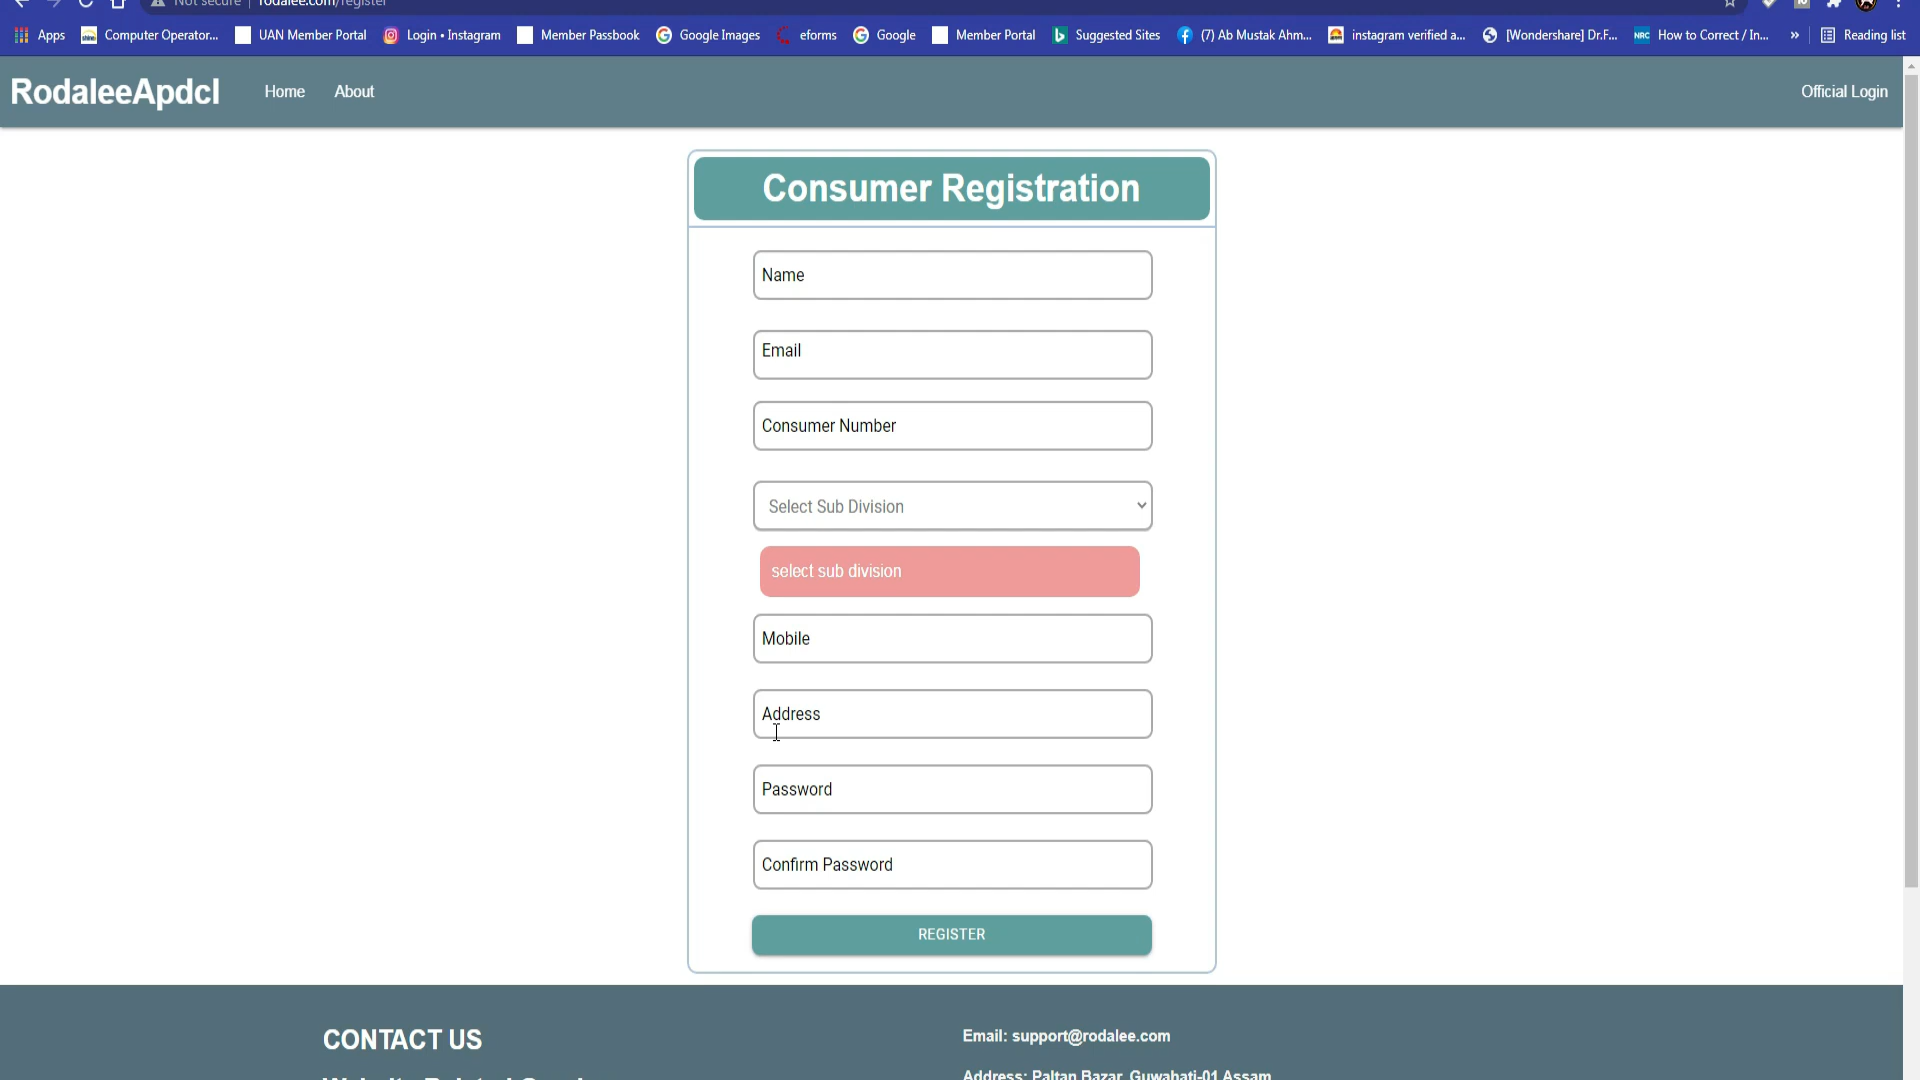 Not secure | rodalee.com/register
Apps Computer Operator... UAN Member Portal Login • Instagram Member Passbook Google Images eforms Google Member Portal Suggested Sites (7) Ab Mustak Ahm... instagram verified a... [Wondershare] Dr.F... NRC How to Correct / In... » Reading list
RodaleeApdcl Home About Official Login
Consumer Registration
Name
Email
Consumer Number
Select Sub Division
select sub division
Mobile
Address
Password
Confirm Password
REGISTER
CONTACT US
Email: support@rodalee.com
Address: Paltan Bazar, Guwahati-01 Assam